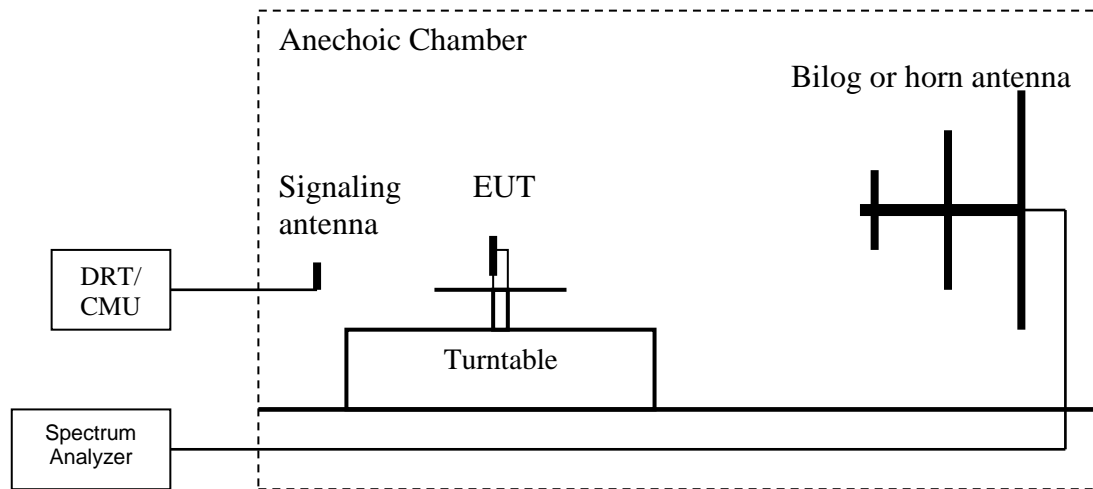 Anechoic Chamber
Bilog or horn antenna
Signaling
antenna
EUT
DRT/
CMU
Turntable
Spectrum
Analyzer